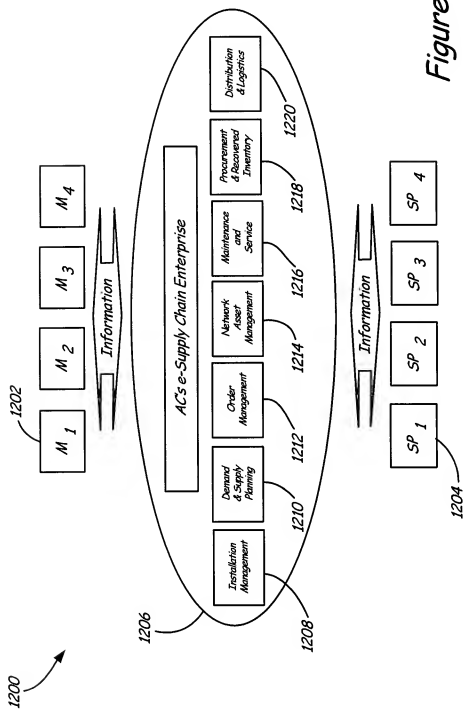 1200
1202
M 1
M 2
M 3
M 4
Information
1206
AC's e-Supply Chain Enterprise
Installation
Management
Demand
& Supply
Planning
Order
Management
Network
Asset
Management
Maintenance
and
Service
Procurement
& Recovered
Inventory
Distribution
& Logistics
1208
1210
1212
1214
1216
1218
1220
Information
SP 1
SP 2
SP 3
SP 4
1204
Figure